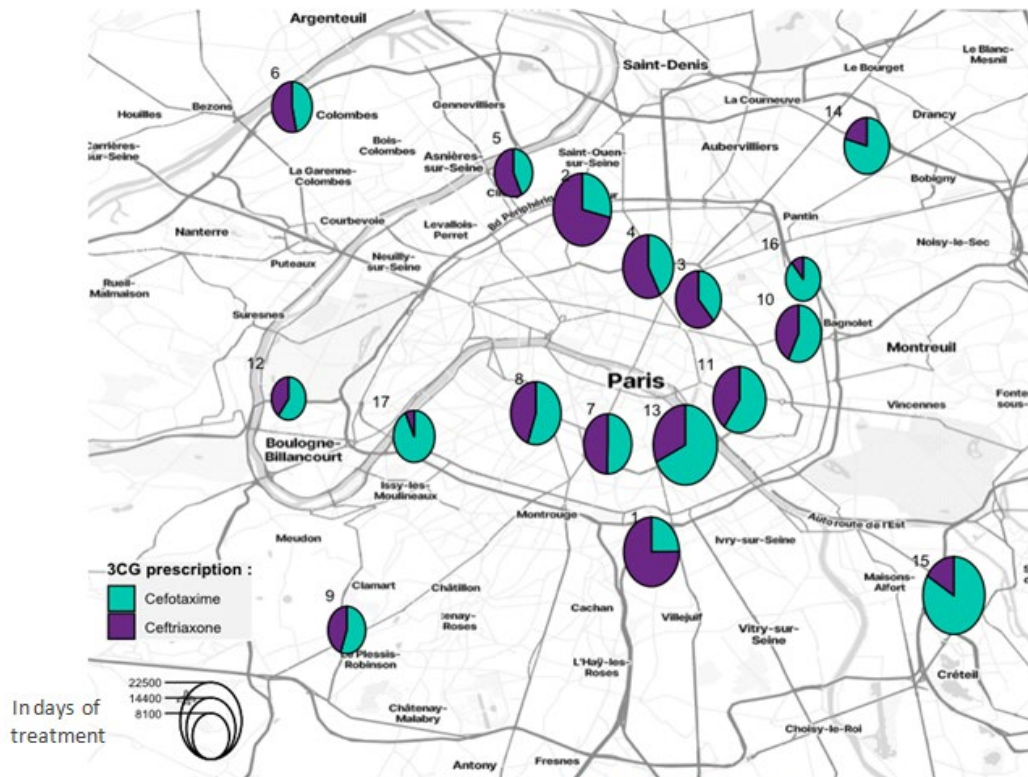 Argenteuil
Saint-Denis
Le Blanc-
Mesnil
Le Bourget
6
Houilles
Bezons
Colombes
Gennevilliers
La Courneuve
14
Drancy
Carrières-
sur-Seine
Bois-
Colombes
5
Asnières-
sur-Seine
Saint-Ouen-
sur-Seine
Aubervilliers
La Garenne-
Colombes
2
Bobigny
Nanterre
Courbevoie
Levallois-
Perret
Bd Périphérique
Pantin
Noisy-le-Sec
Puteaux
Neuilly-
sur-Seine
4
3
16
Rueil-
Malmaison
Suresnes
10
Bagnolet
Montreuil
12
8
Paris
11
Vincennes
17
7
13
Boulogne-
Billancourt
Issy-les-
Moulineaux
Montrouge
1
Autoroute de l'Est
Meudon
Ivry-sur-Seine
3CG prescription :
Cefotaxime
Ceftriaxone
Clamart
Châtillon
9
Cachan
Villejuif
Maisons-
Alfort
15
Vitry-sur-
Seine
Le Plessis-
Robinson
L'Haÿ-les-
Roses
Créteil
22500
14400
8100
In days of
treatment
Châtenay-
Malabry
Choisy-le-Roi
Antony
Fresnes